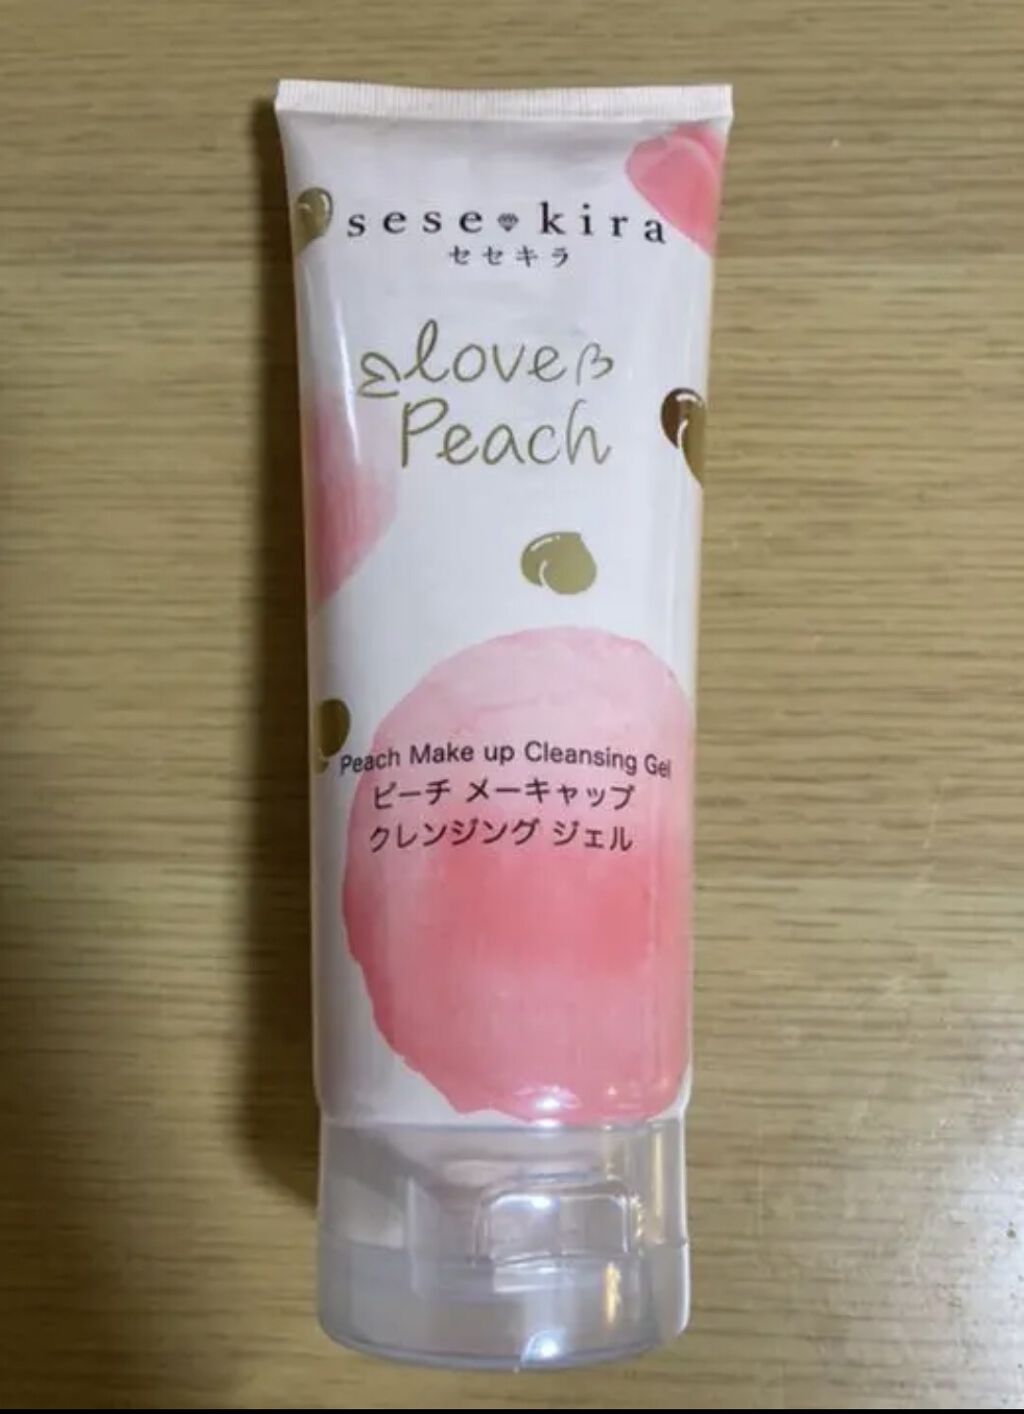 sese kira
セセキラ
love
Peach
Peach Make up Cleansing Gel
ピーチ メーキャップ
クレンジング ジェル